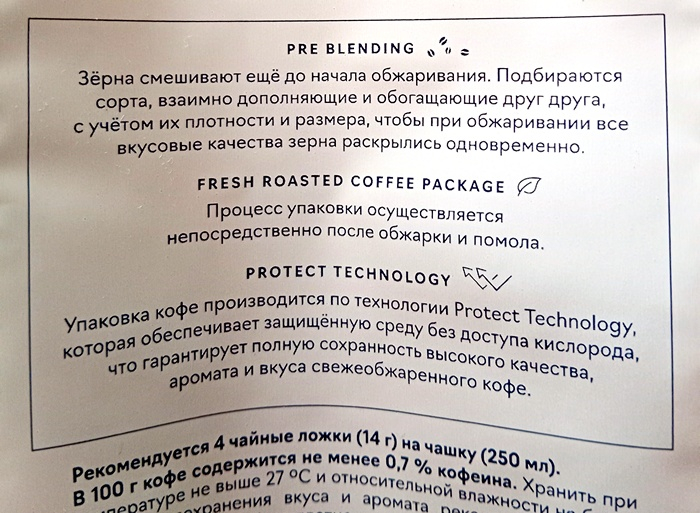 PRE BLENDING
Зёрна смешивают ещё до начала обжаривания. Подбираются
сорта, взаимно дополняющие и обогащающие друг друга,
с учётом их плотности и размера, чтобы при обжаривании все
вкусовые качества зерна раскрылись одновременно.
FRESH ROASTED COFFEE PACKAGE
Процесс упаковки осуществляется
непосредственно после обжарки и помола.
PROTECT TECHNOLOGY
Упаковка кофе производится по технологии Protect Technology,
которая обеспечивает защищённую среду без доступа кислорода,
что гарантирует полную сохранность высокого качества,
аромата и вкуса свежеобжаренного кофе.
Рекомендуется 4 чайные ложки (14 г) на чашку (250 мл).
В 100 г кофе содержится не менее 0,7 % кофеина. Хранить при
не выше 27 °C и относительной влажности
вкуса и аромата